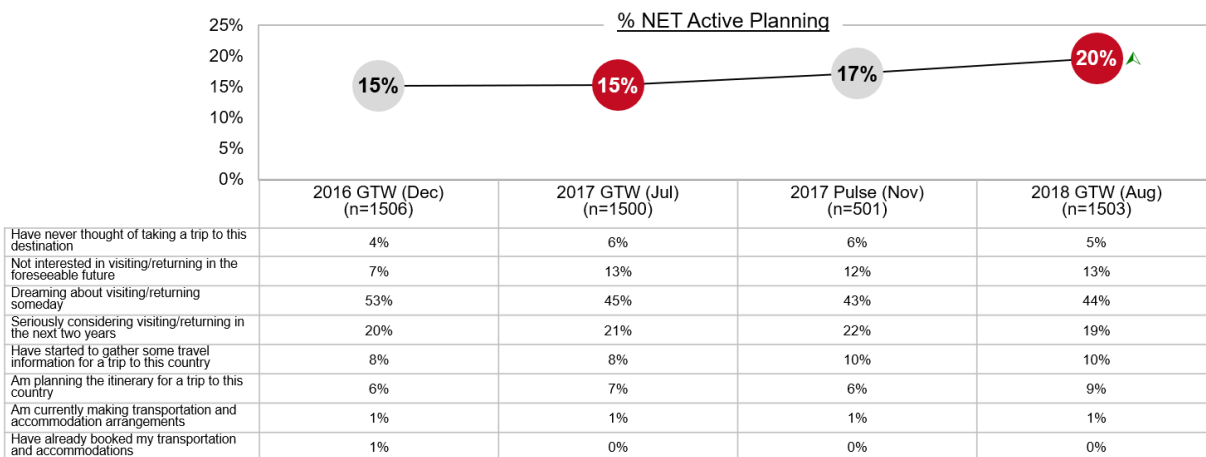 % NET Active Planning
25%
20%
15%
10%
5%
0%
15%
15%
17%
20%
2016 GTW (Dec)
(n=1506)
2017 GTW (Jul)
(n=1500)
2017 Pulse (Nov)
(n=501)
2018 GTW (Aug)
(n=1503)
Have never thought of taking a trip to this
destination
4% 6% 6% 5%
Not interested in visiting/returning in the
foreseeable future
7% 13% 12% 13%
Dreaming about visiting/returning
someday
53% 45% 43% 44%
Seriously considering visiting/returning in
the next two years
20% 21% 22% 19%
Have started to gather some travel
information for a trip to this country
8% 8% 10% 10%
Am planning the itinerary for a trip to this
country
6% 7% 6% 9%
Am currently making transportation and
accommodation arrangements
1% 1% 1% 1%
Have already booked my transportation
and accommodations
1% 0% 0% 0%